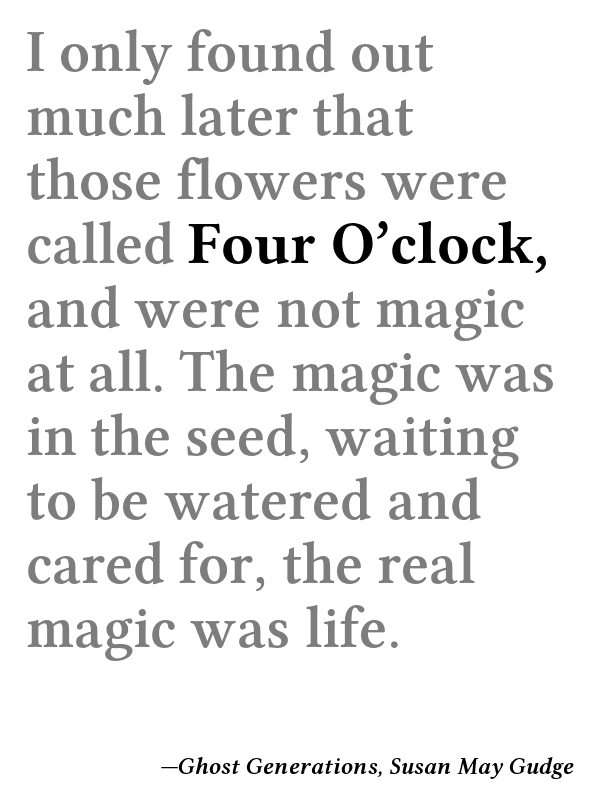 I only found out
much later that
those flowers were
called Four O’clock,
and were not magic
at all. The magic was
in the seed, waiting
to be watered and
cared for, the real
magic was life.
—Ghost Generations, Susan May Gudge